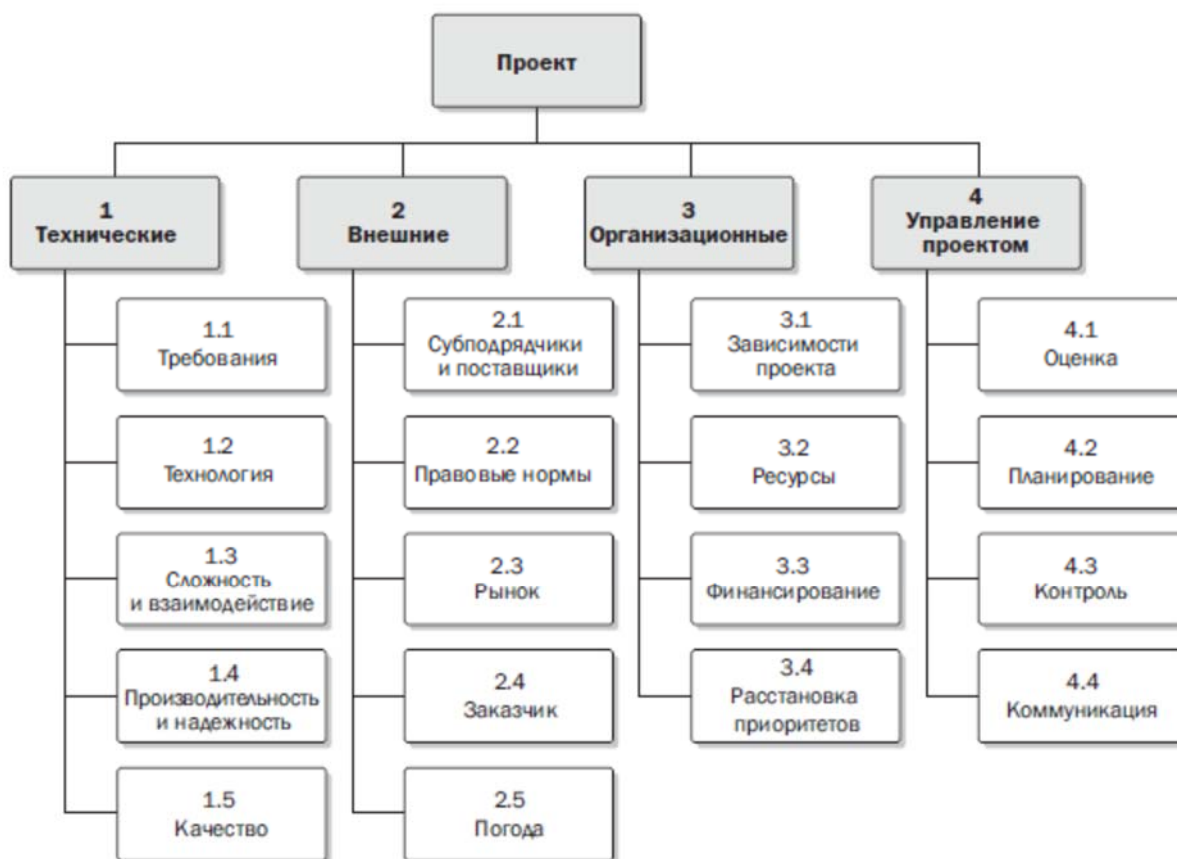 Проект
1
Технические
2
Внешние
3
Организационные
4
Управление
проектом
1.1
Требования
2.1
Субподрядчики
и поставщики
3.1
Зависимости
проекта
4.1
Оценка
1.2
Технология
2.2
Правовые нормы
3.2
Ресурсы
4.2
Планирование
1.3
Сложность
и взаимодействие
2.3
Рынок
3.3
Финансирование
4.3
Контроль
1.4
Производительность
и надежность
2.4
Заказчик
3.4
Расстановка
приоритетов
4.4
Коммуникация
1.5
Качество
2.5
Погода